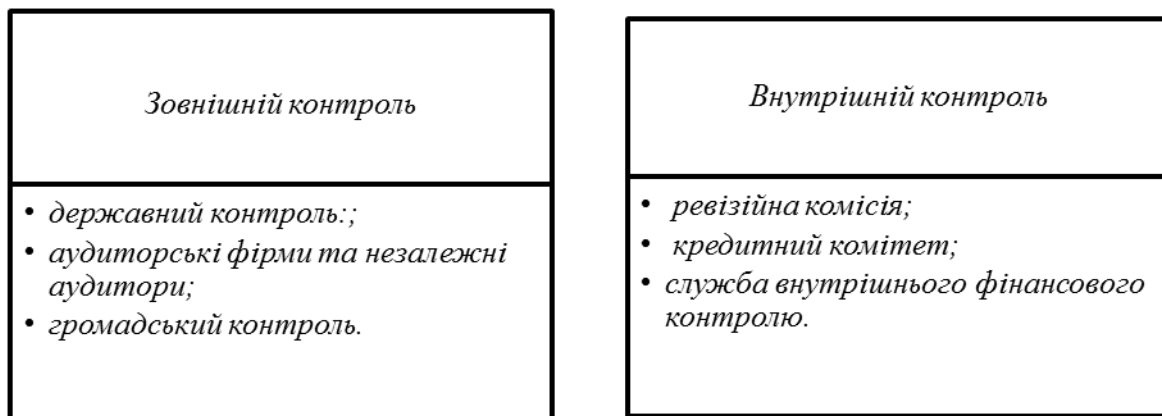 Зовнішній контроль
• державний контроль:;
• аудиторські фірми та незалежні
аудитори;
• громадський контроль.
Внутрішній контроль
• ревізійна комісія;
• кредитний комітет;
• служба внутрішнього фінансового
контролю.